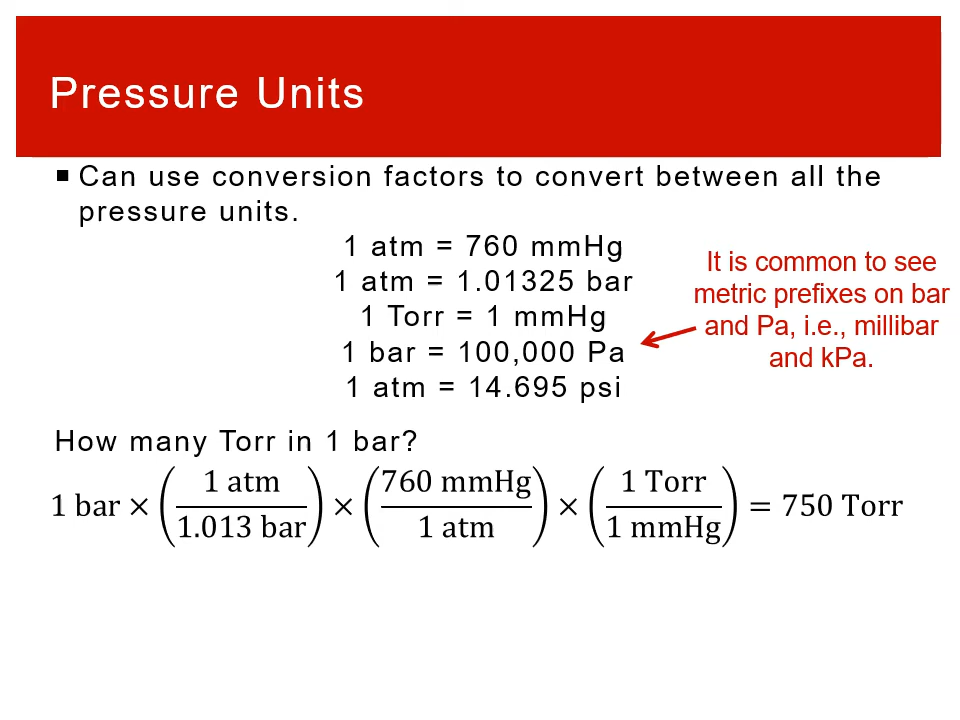 Pressure Units
▪ Can use conversion factors to convert between all the
pressure units.
1 atm = 760 mmHg
1 atm = 1.01325 bar
1 Torr = 1 mmHg
1 bar = 100,000 Pa
1 atm = 14.695 psi
It is common to see
metric prefixes on bar
and Pa, i.e., millibar
and kPa.
How many Torr in 1 bar?
1 bar × (1 atm / 1.013 bar) × (760 mmHg / 1 atm) × (1 Torr / 1 mmHg) = 750 Torr